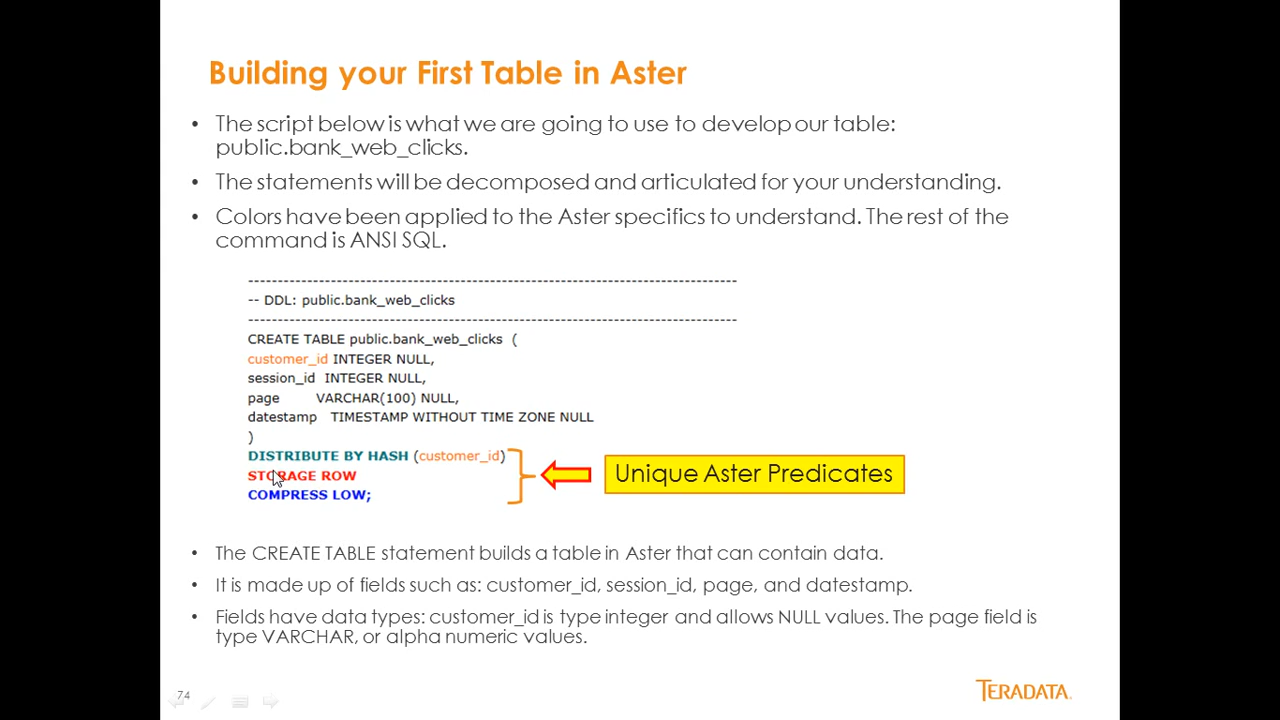 Building your First Table in Aster
• The script below is what we are going to use to develop our table:
public.bank_web_clicks.
• The statements will be decomposed and articulated for your understanding.
• Colors have been applied to the Aster specifics to understand. The rest of the
command is ANSI SQL.
--------------------------------------------------------------------------------
-- DDL: public.bank_web_clicks
--------------------------------------------------------------------------------
CREATE TABLE public.bank_web_clicks (
customer_id INTEGER NULL,
session_id INTEGER NULL,
page VARCHAR(100) NULL,
datestamp TIMESTAMP WITHOUT TIME ZONE NULL
)
DISTRIBUTE BY HASH (customer_id)
STORAGE ROW
COMPRESS LOW;
Unique Aster Predicates
• The CREATE TABLE statement builds a table in Aster that can contain data.
• It is made up of fields such as: customer_id, session_id, page, and datestamp.
• Fields have data types: customer_id is type integer and allows NULL values. The page field is
type VARCHAR, or alpha numeric values.
74
TERADATA.